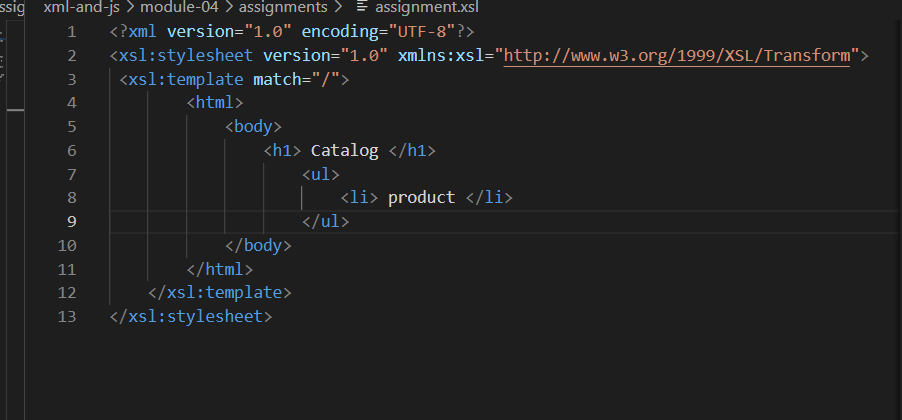 ssig
xml-and-js > module-04 > assignments > assignment.xsl
1 <?xml version="1.0" encoding="UTF-8"?>
2 <xsl:stylesheet version="1.0" xmlns:xsl="http://www.w3.org/1999/XSL/Transform">
3 <xsl:template match="/">
4 <html>
5 <body>
6 <h1> Catalog </h1>
7 <ul>
8 <li> product </li>
9 </ul>
10 </body>
11 </html>
12 </xsl:template>
13 </xsl:stylesheet>